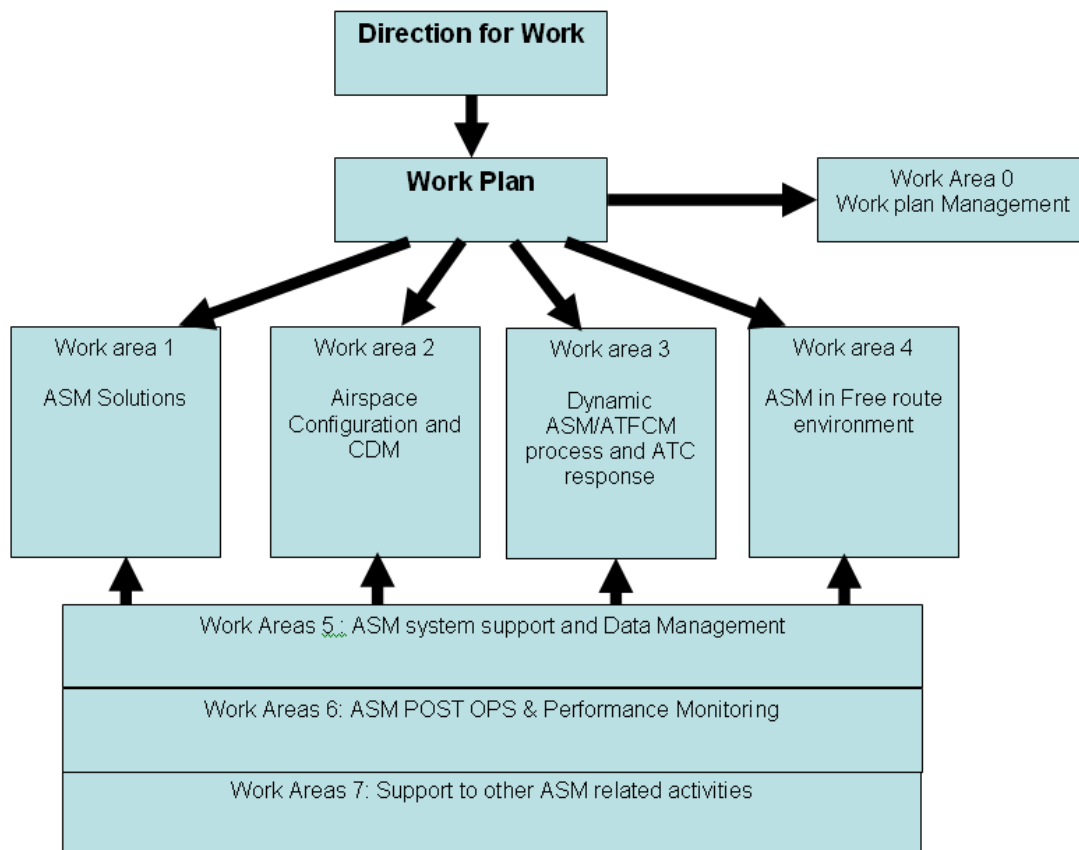 Direction for Work
Work Plan
Work Area 0
Work plan Management
Work area 1
ASM Solutions
Work area 2
Airspace
Configuration and
CDM
Work area 3
Dynamic
ASM/ATFCM
process and ATC
response
Work area 4
ASM in Free route
environment
Work Areas 5 : ASM system support and Data Management
Work Areas 6: ASM POST OPS & Performance Monitoring
Work Areas 7: Support to other ASM related activities